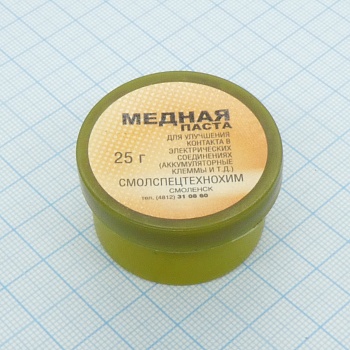 МЕДНАЯ
ПАСТА
ДЛЯ УЛУЧШЕНИЯ
КОНТАКТА В
ЭЛЕКТРИЧЕСКИХ
25 г
СОЕДИНЕНИЯХ
(АККУМУЛЯТОРНЫЕ
КЛЕММЫ И Т.Д.)
СМОЛСПЕЦТЕХНОХИМ
СМОЛЕНСК
тел. (4812) 31 08 60